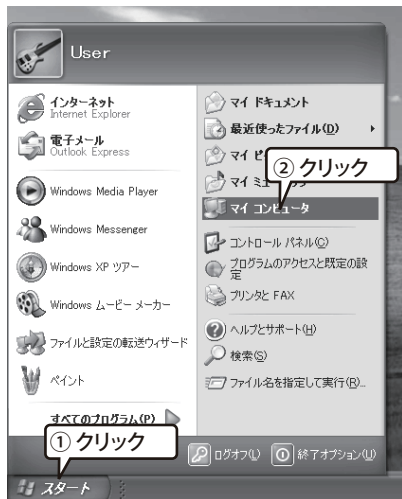 User
インターネット
Internet Explorer
電子メール
Outlook Express
Windows Media Player
Windows Messenger
Windows XP ツアー
Windows ムービー メーカー
ファイルと設定の転送ウィザード
ペイント
すべてのプログラム(P)
① クリック
マイ ドキュメント
最近使ったファイル(D)
マイ
② クリック
マイ
マイ コンピュータ
コントロール パネル(C)
プログラムのアクセスと既定の設
定
プリンタと FAX
ヘルプとサポート(H)
検索(S)
ファイル名を指定して実行(R)...
ログオフ(L)
終了オプション(U)
スタート